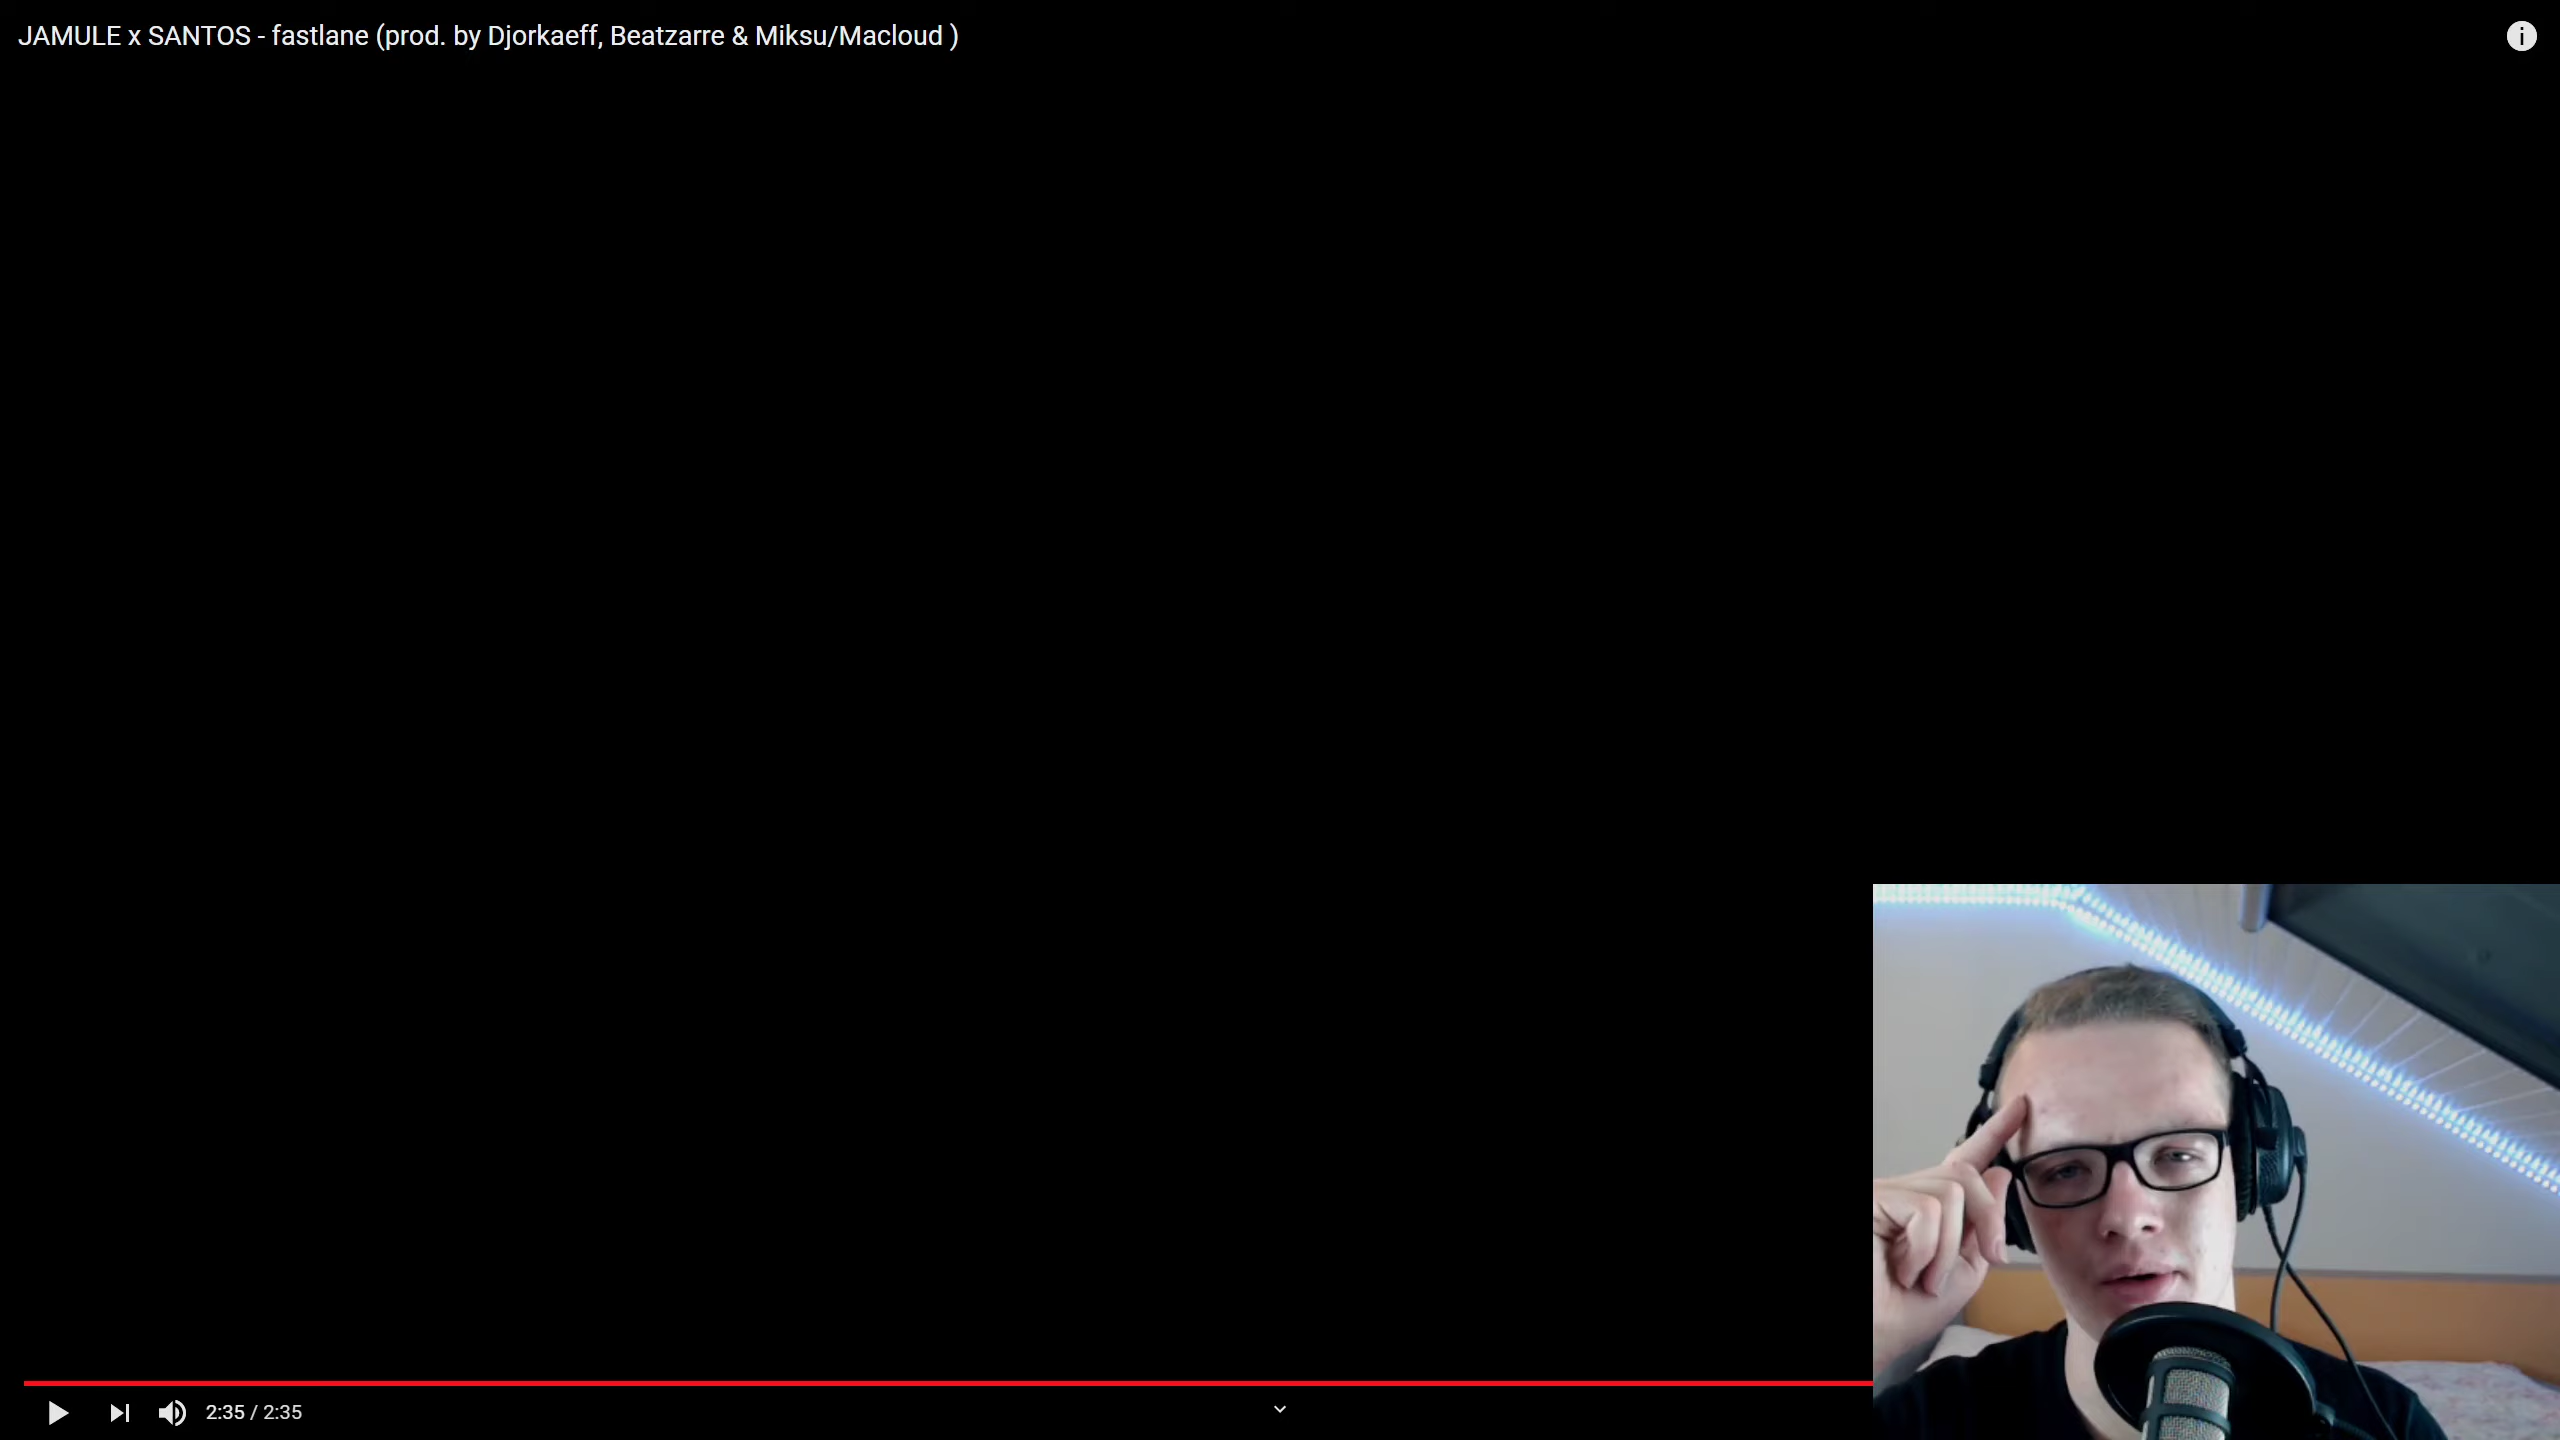 JAMULE x SANTOS - fastlane (prod. by Djorkaeff, Beatzarre & Miksu/Macloud )
2:35 / 2:35